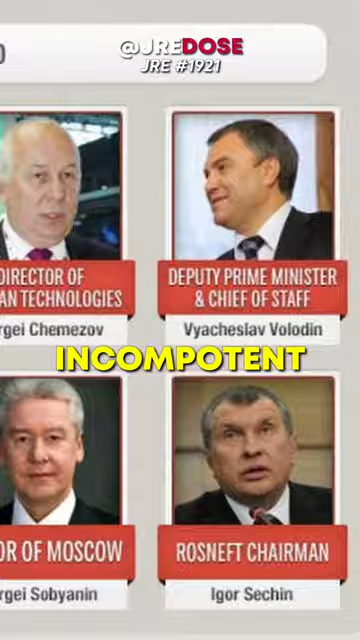 @JREDOSE
JRE #1921
DIRECTOR OF
AN TECHNOLOGIES
rgei Chemezov
DEPUTY PRIME MINISTER
& CHIEF OF STAFF
Vyacheslav Volodin
INCOMPOTENT
OR OF MOSCOW
rgei Sobyanin
ROSNEFT CHAIRMAN
Igor Sechin